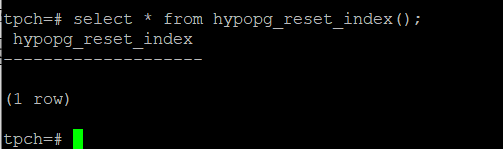 tpch=# select * from hypopg_reset_index();
 hypopg_reset_index
--------------------

(1 row)

tpch=#